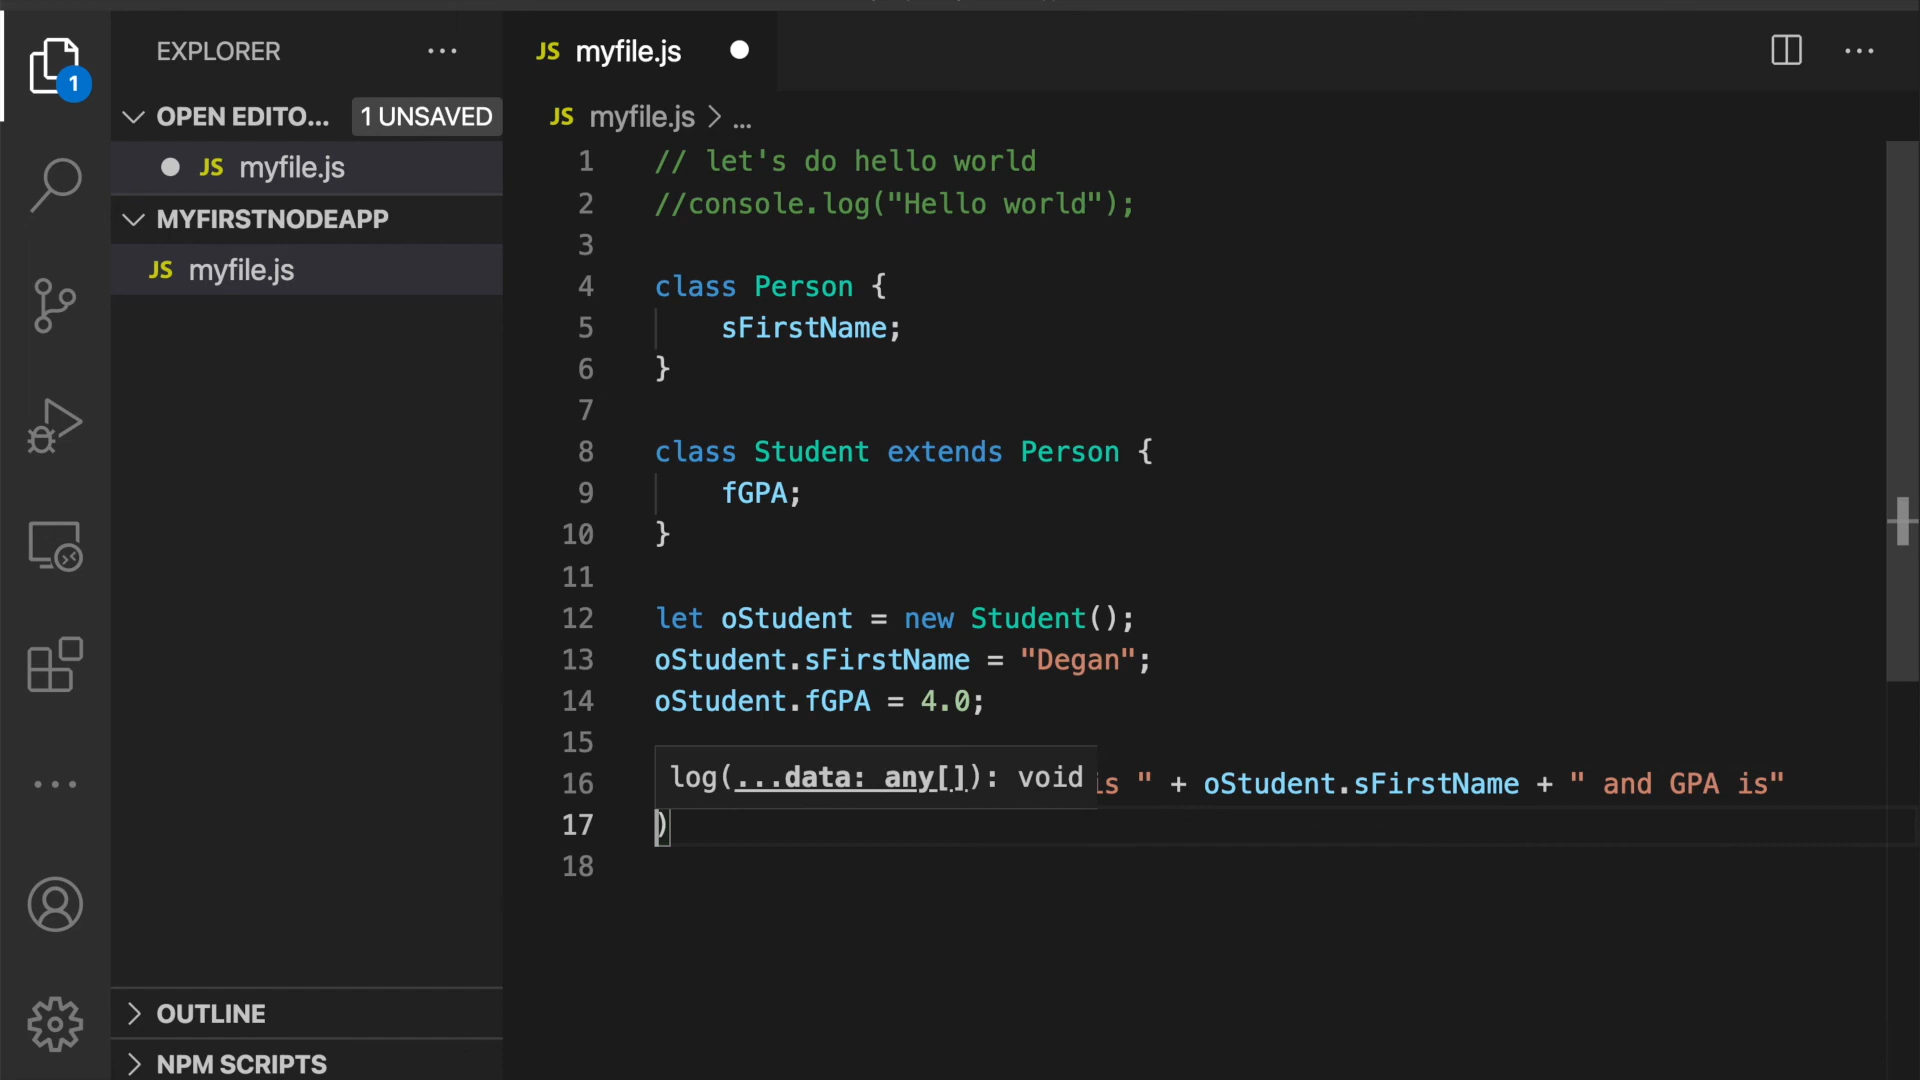 EXPLORER ...
1
OPEN EDITO... 1 UNSAVED
JS myfile.js
MYFIRSTNODEAPP
JS myfile.js
OUTLINE
NPM SCRIPTS
JS myfile.js
JS myfile.js > ...
1 // let's do hello world
2 //console.log("Hello world");
3
4 class Person {
5 sFirstName;
6 }
7
8 class Student extends Person {
9 fGPA;
10 }
11
12 let oStudent = new Student();
13 oStudent.sFirstName = "Degan";
14 oStudent.fGPA = 4.0;
15
log(...data: any[]): void
16 is " + oStudent.sFirstName + " and GPA is"
17 )
18